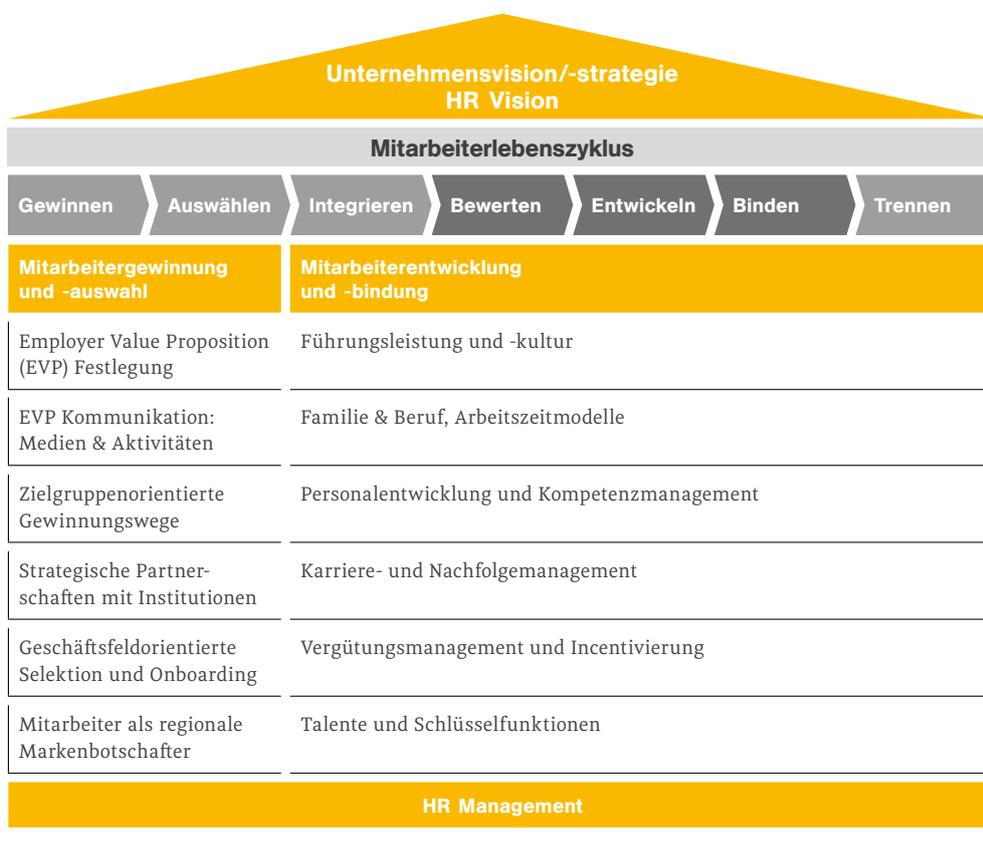 Unternehmensvision/-strategie
HR Vision
Mitarbeiterlebenszyklus
Gewinnen
Auswählen
Integrieren
Bewerten
Entwickeln
Binden
Trennen
Mitarbeitergewinnung
und -auswahl
Mitarbeiterentwicklung
und -bindung
Employer Value Proposition
(EVP) Festlegung
Führungsleistung und -kultur
EVP Kommunikation:
Medien & Aktivitäten
Familie & Beruf, Arbeitszeitmodelle
Zielgruppenorientierte
Gewinnungswege
Personalentwicklung und Kompetenzmanagement
Strategische Partner-
schaften mit Institutionen
Karriere- und Nachfolgemanagement
Geschäftsfeldorientierte
Selektion und Onboarding
Vergütungsmanagement und Incentivierung
Mitarbeiter als regionale
Markenbotschafter
Talente und Schlüsselfunktionen
HR Management